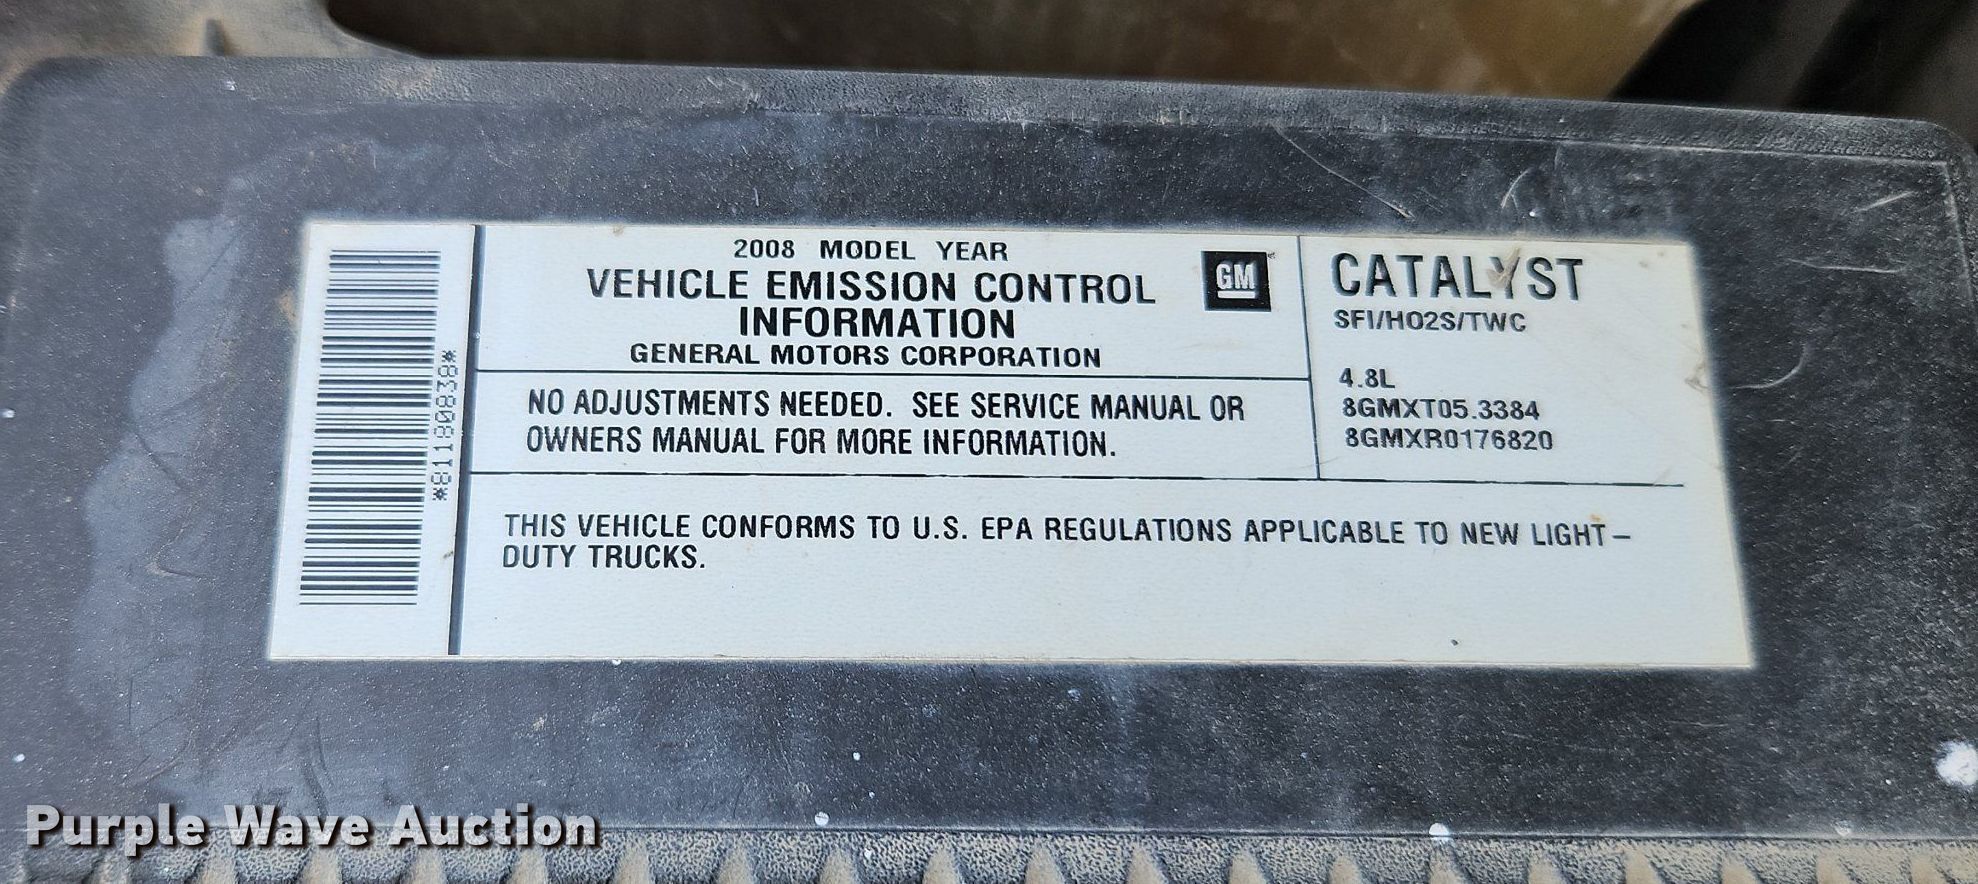 *81180838*
2008 MODEL YEAR
VEHICLE EMISSION CONTROL
INFORMATION
GENERAL MOTORS CORPORATION
GM
NO ADJUSTMENTS NEEDED. SEE SERVICE MANUAL OR
OWNERS MANUAL FOR MORE INFORMATION.
CATALYST
SFI/HO2S/TWC
4.8L
8GMXT05.3384
8GMXR0176820
THIS VEHICLE CONFORMS TO U.S. EPA REGULATIONS APPLICABLE TO NEW LIGHT-
DUTY TRUCKS.
Purple Wave Auction